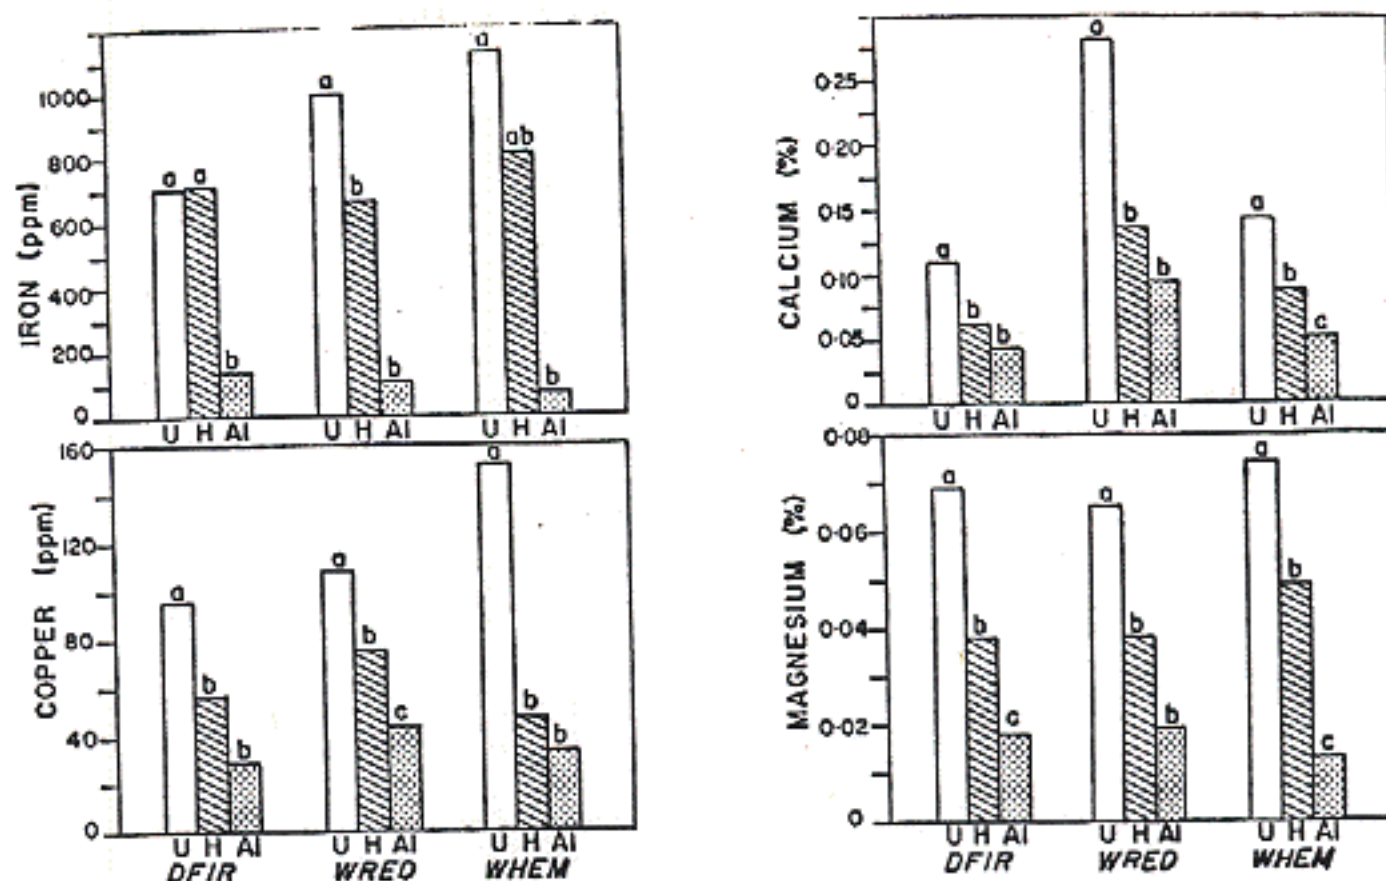 IRON (ppm)
1000
800
600
400
200
0
a a b
a b b
a ab b
U H Al U H Al U H Al
CALCIUM (%)
0·25
0·20
0·15
0·10
0·05
0
a b b
a b b
a b c
U H Al U H Al U H Al
COPPER (ppm)
160
120
80
40
0
a b b
a b c
a b b
U H Al U H Al U H Al
DFIR WRED WHEM
MAGNESIUM (%)
0·08
0·06
0·04
0·02
0
a b c
a b b
a b c
U H Al U H Al U H Al
DFIR WRED WHEM